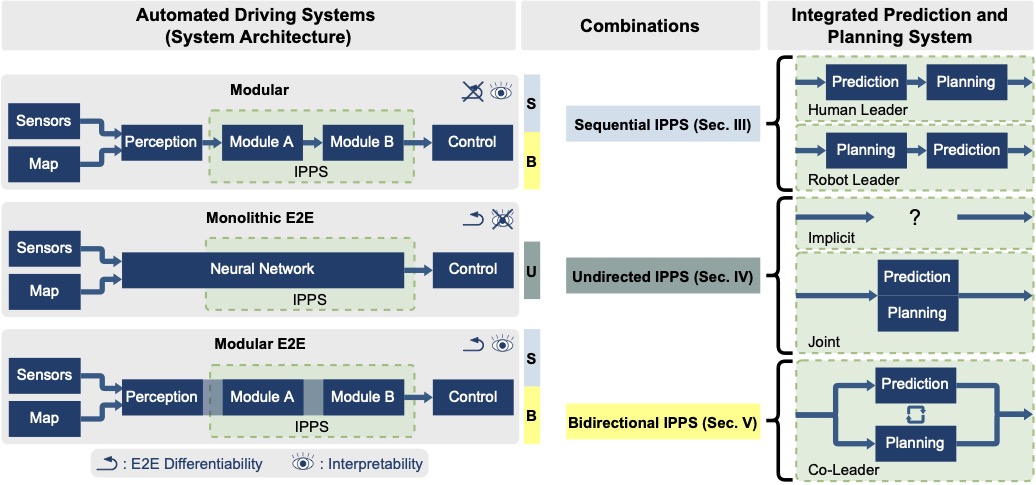 Automated Driving Systems
(System Architecture)
Combinations
Integrated Prediction and
Planning System
Modular
Sensors
Map
Perception
Module A
Module B
IPPS
Control
S
B
Monolithic E2E
Sensors
Map
Neural Network
IPPS
Control
U
Modular E2E
Sensors
Map
Perception
Module A
Module B
IPPS
Control
S
B
: E2E Differentiability
: Interpretability
Sequential IPPS (Sec. III)
Undirected IPPS (Sec. IV)
Bidirectional IPPS (Sec. V)
Prediction
Planning
Human Leader
Planning
Prediction
Robot Leader
?
Implicit
Prediction
Planning
Joint
Prediction
Planning
Co-Leader